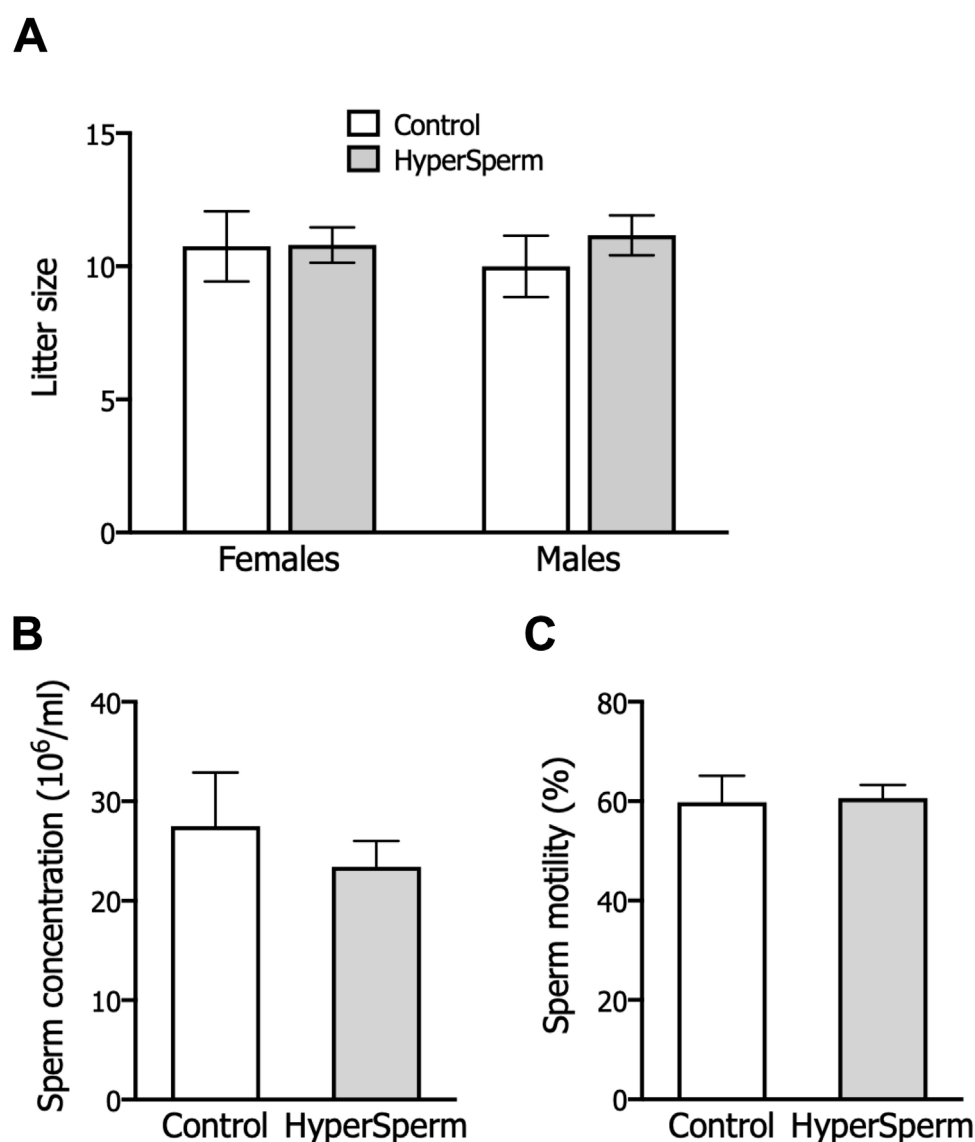 A
Control
HyperSperm
15
10
5
0
Litter size
Females
Males
B
40
30
20
10
0
Sperm concentration (10⁶/ml)
Control
HyperSperm
C
80
60
40
20
0
Sperm motility (%)
Control
HyperSperm